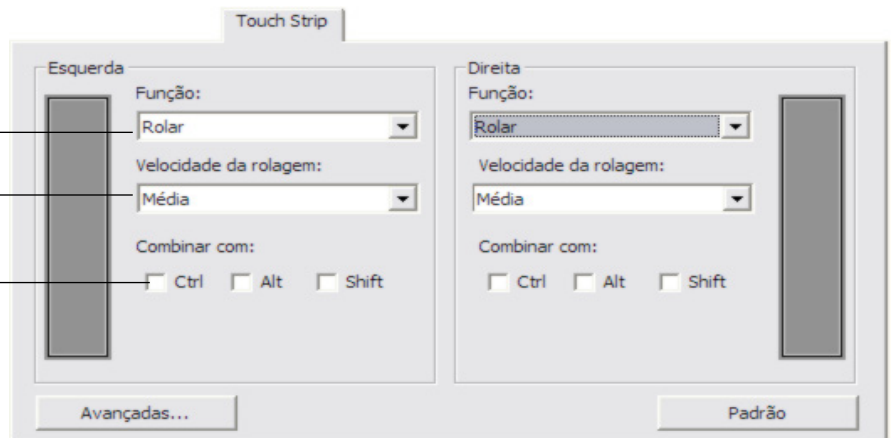 Touch Strip
Esquerda
Função:
Rolar
Velocidade da rolagem:
Média
Combinar com:
Ctrl Alt Shift
Direita
Função:
Rolar
Velocidade da rolagem:
Média
Combinar com:
Ctrl Alt Shift
Avançadas... Padrão